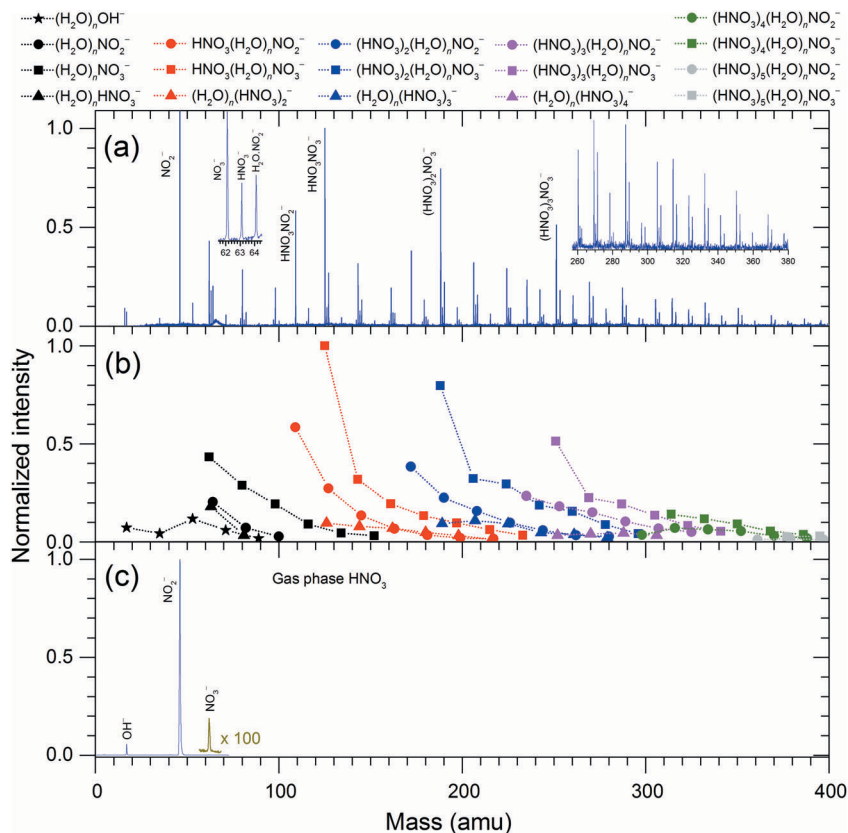 (H₂O)ₙOH⁻ (HNO₃)₄(H₂O)ₙNO₂⁻
(H₂O)ₙNO₂⁻ HNO₃(H₂O)ₙNO₂⁻ (HNO₃)₂(H₂O)ₙNO₂⁻ (HNO₃)₃(H₂O)ₙNO₂⁻ (HNO₃)₄(H₂O)ₙNO₃⁻
(H₂O)ₙNO₃⁻ HNO₃(H₂O)ₙNO₃⁻ (HNO₃)₂(H₂O)ₙNO₃⁻ (HNO₃)₃(H₂O)ₙNO₃⁻ (HNO₃)₅(H₂O)ₙNO₂⁻
(H₂O)ₙHNO₃⁻ (H₂O)ₙ(HNO₃)₂⁻ (H₂O)ₙ(HNO₃)₃⁻ (H₂O)ₙ(HNO₃)₄⁻ (HNO₃)₅(H₂O)ₙNO₃⁻
Normalized intensity
1.0
0.5
0.0
(a)
NO₂⁻
NO₃⁻
HNO₃⁻
H₂O.NO₂⁻
62 63 64
HNO₃NO₂⁻
HNO₃NO₃⁻
(HNO₃)₂NO₃⁻
(HNO₃)₃NO₃⁻
260 280 300 320 340 360 380
1.0
0.5
0.0
(b)
1.0
0.5
0.0
(c)
Gas phase HNO₃
OH⁻
NO₂⁻
NO₃⁻
x 100
0 100 200 300 400
Mass (amu)